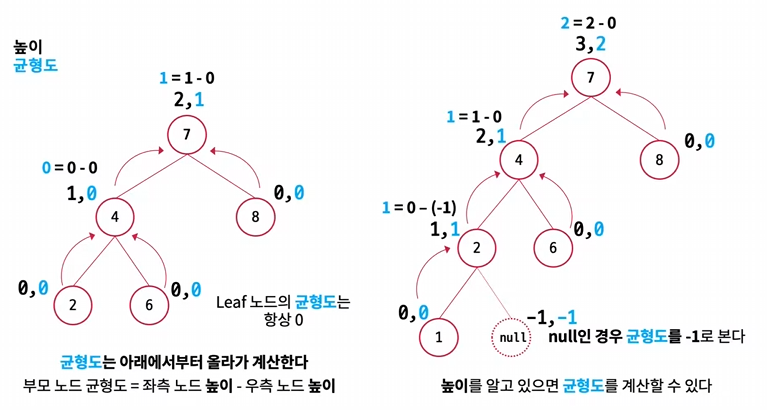 높이
균형도
1 = 1 - 0
2,1
7
0 = 0 - 0
1,0
4
0,0
8
0,0
2
6
0,0
Leaf 노드의 균형도는
항상 0
균형도는 아래에서부터 올라가 계산한다
부모 노드 균형도 = 좌측 노드 높이 - 우측 노드 높이
2 = 2 - 0
3,2
7
1 = 1 - 0
2,1
4
8
0,0
1 = 0 – (-1)
1,1
2
6
0,0
0,0
1
null
−1,−1
null인 경우 균형도를 -1로 본다
높이를 알고 있으면 균형도를 계산할 수 있다